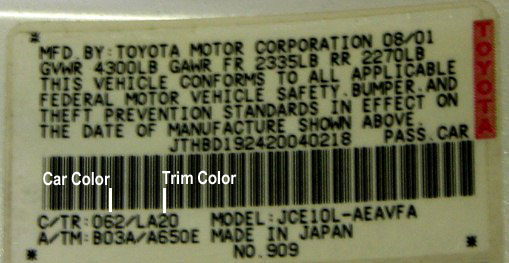 MFD. BY: TOYOTA MOTOR CORPORATION 08/01
GVWR 4300LB GAWR FR 2335LB RR 2270LB
THIS VEHICLE CONFORMS TO ALL APPLICABLE
FEDERAL MOTOR VEHICLE SAFETY.BUMPER.AND
THEFT PREVENTION STANDARDS IN EFFECT ON
THE DATE OF MANUFACTURE SHOWN ABOVE.
JTHBD192420040218 PASS.CAR
TOYOTA
Car Color Trim Color
C/TR: 062/LA20 MODEL: JCE10L-AEAVFA
A/TM: B03A/A650E MADE IN JAPAN
NO.909